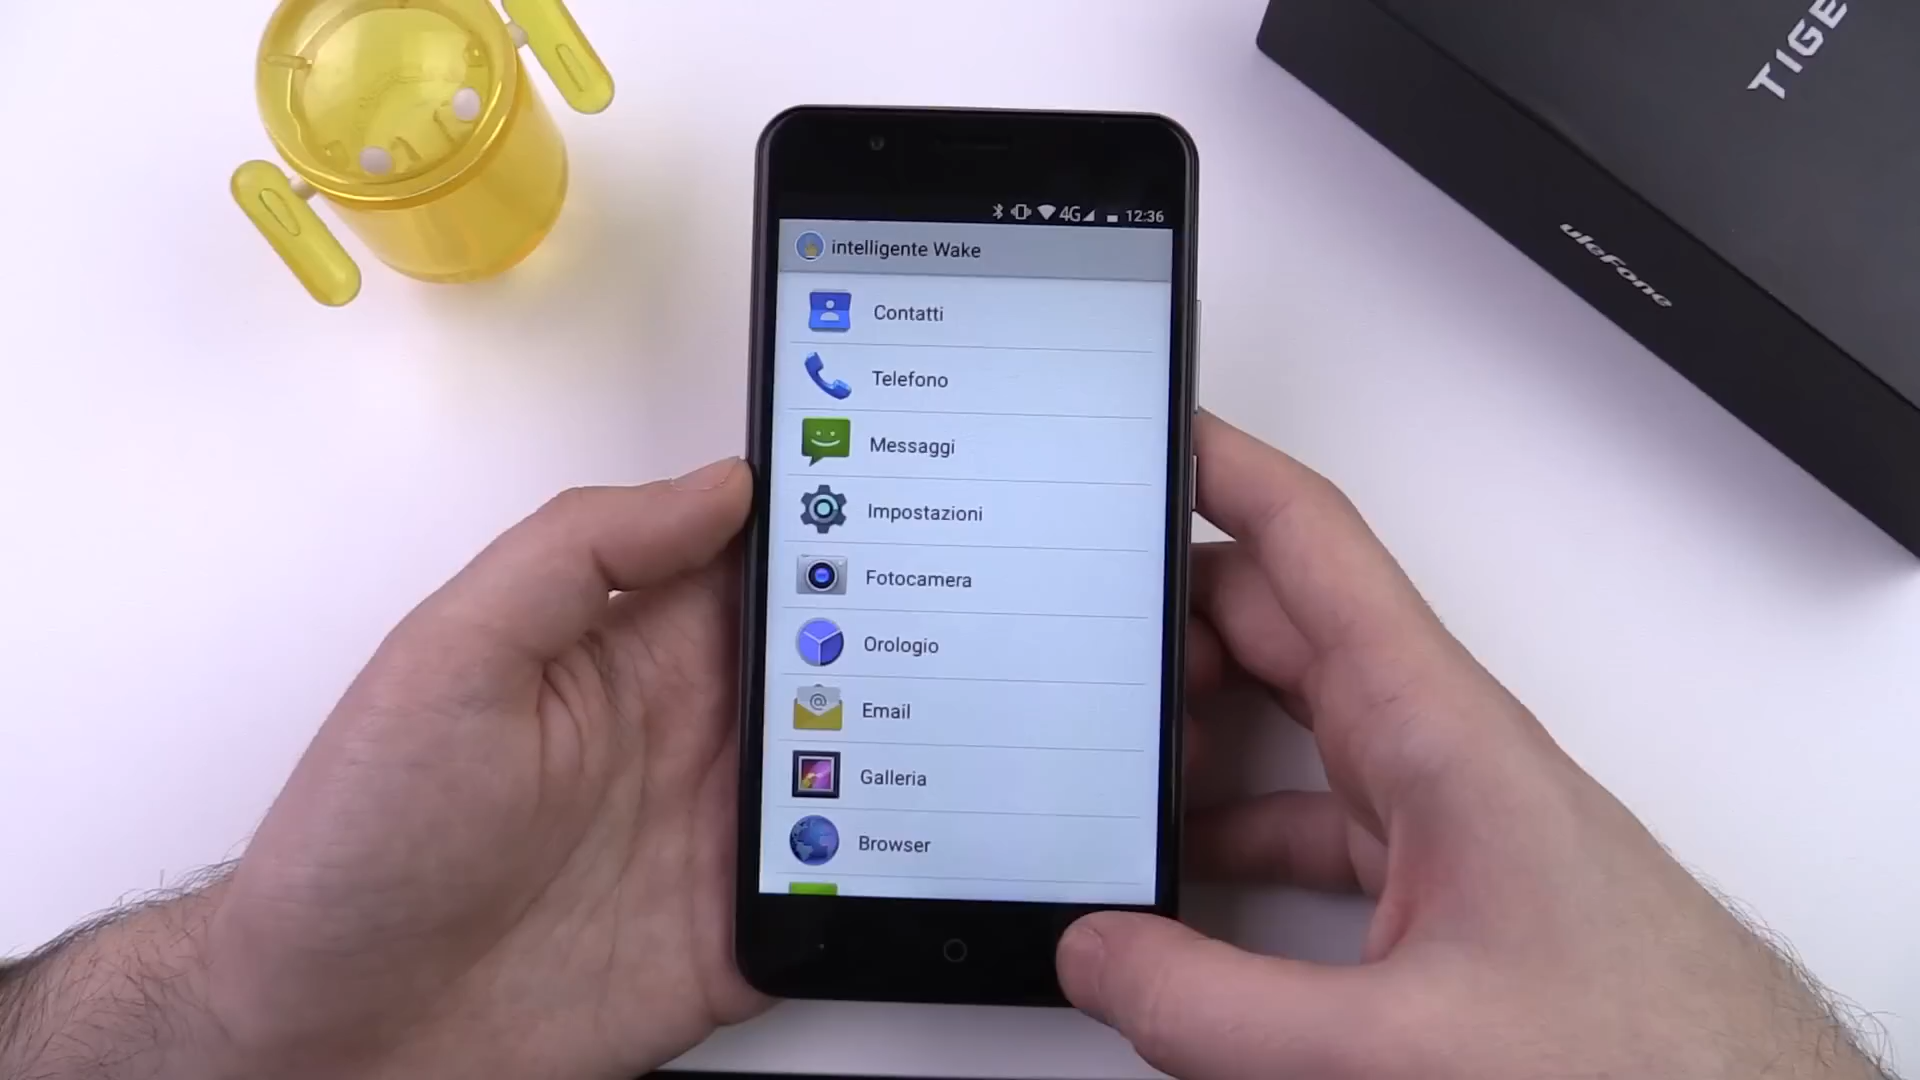 TIGE
ulefone
4G 12:36
intelligente Wake
Contatti
Telefono
Messaggi
Impostazioni
Fotocamera
Orologio
Email
Galleria
Browser